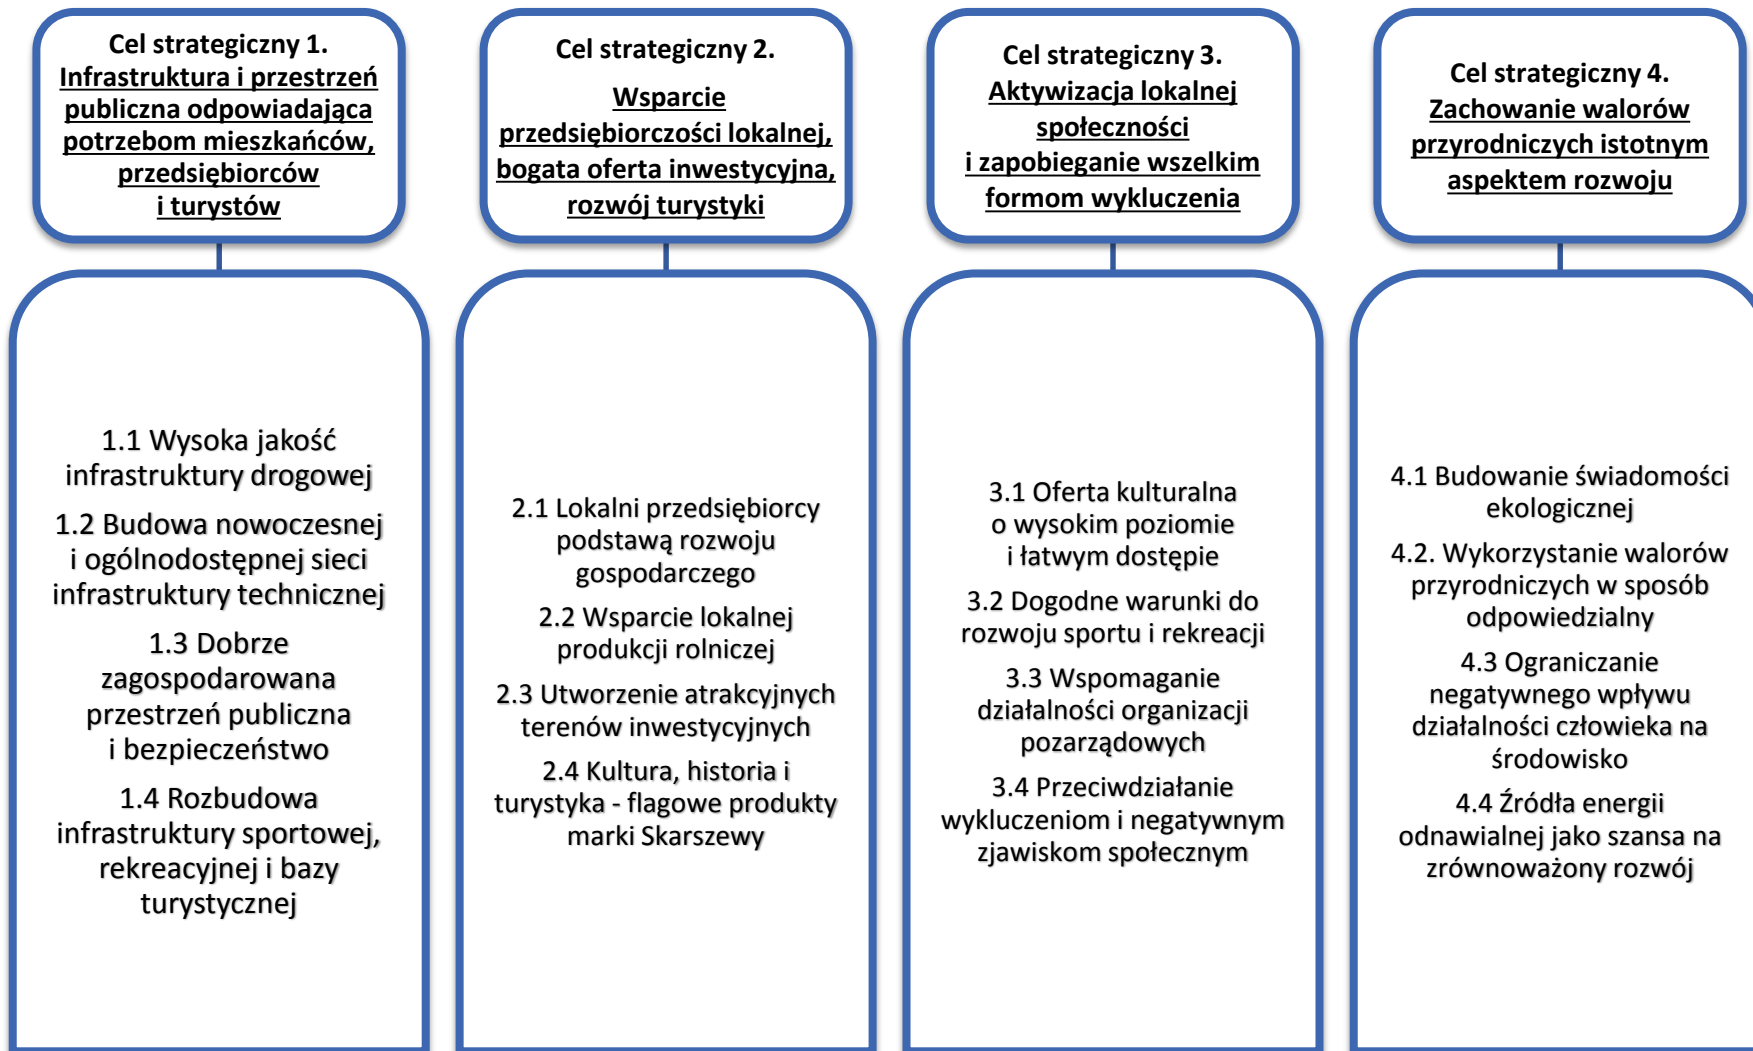 Cel strategiczny 1.
Infrastruktura i przestrzeń
publiczna odpowiadająca
potrzebom mieszkańców,
przedsiębiorców
i turystów
1.1 Wysoka jakość
infrastruktury drogowej
1.2 Budowa nowoczesnej
i ogólnodostępnej sieci
infrastruktury technicznej
1.3 Dobrze
zagospodarowana
przestrzeń publiczna
i bezpieczeństwo
1.4 Rozbudowa
infrastruktury sportowej,
rekreacyjnej i bazy
turystycznej
Cel strategiczny 2.
Wsparcie
przedsiębiorczości lokalnej,
bogata oferta inwestycyjna,
rozwój turystyki
2.1 Lokalni przedsiębiorcy
podstawą rozwoju
gospodarczego
2.2 Wsparcie lokalnej
produkcji rolniczej
2.3 Utworzenie atrakcyjnych
terenów inwestycyjnych
2.4 Kultura, historia i
turystyka - flagowe produkty
marki Skarszewy
Cel strategiczny 3.
Aktywizacja lokalnej
społeczności
i zapobieganie wszelkim
formom wykluczenia
3.1 Oferta kulturalna
o wysokim poziomie
i łatwym dostępie
3.2 Dogodne warunki do
rozwoju sportu i rekreacji
3.3 Wspomaganie
działalności organizacji
pozarządowych
3.4 Przeciwdziałanie
wykluczeniom i negatywnym
zjawiskom społecznym
Cel strategiczny 4.
Zachowanie walorów
przyrodniczych istotnym
aspektem rozwoju
4.1 Budowanie świadomości
ekologicznej
4.2. Wykorzystanie walorów
przyrodniczych w sposób
odpowiedzialny
4.3 Ograniczanie
negatywnego wpływu
działalności człowieka na
środowisko
4.4 Źródła energii
odnawialnej jako szansa na
zrównoważony rozwój